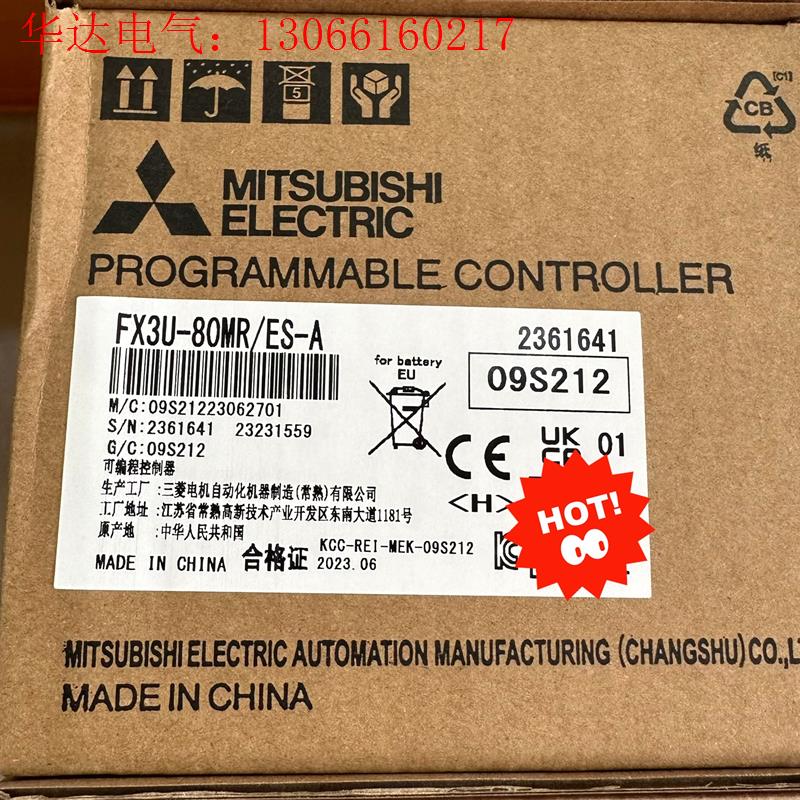 华达电气：13066160217
5
[C1]
CB
纸
MITSUBISHI
ELECTRIC
PROGRAMMABLE CONTROLLER
FX3U-80MR/ES-A
2361641
for battery
EU
09S212
M/C:09S21223062701
S/N:2361641 23231559
G/C:09S212
CE
UK
CA
01
可编程控制器
生产工厂:三菱电机自动化机器制造(常熟)有限公司
<H>
工厂地址:江苏省常熟高新技术产业开发区东南大道1181号
原产地:中华人民共和国
HOT!
MADE IN CHINA
合格证
KCC-REI-MEK-09S212
2023.06
MITSUBISHI ELECTRIC AUTOMATION MANUFACTURING (CHANGSHU) CO.,L
MADE IN CHINA